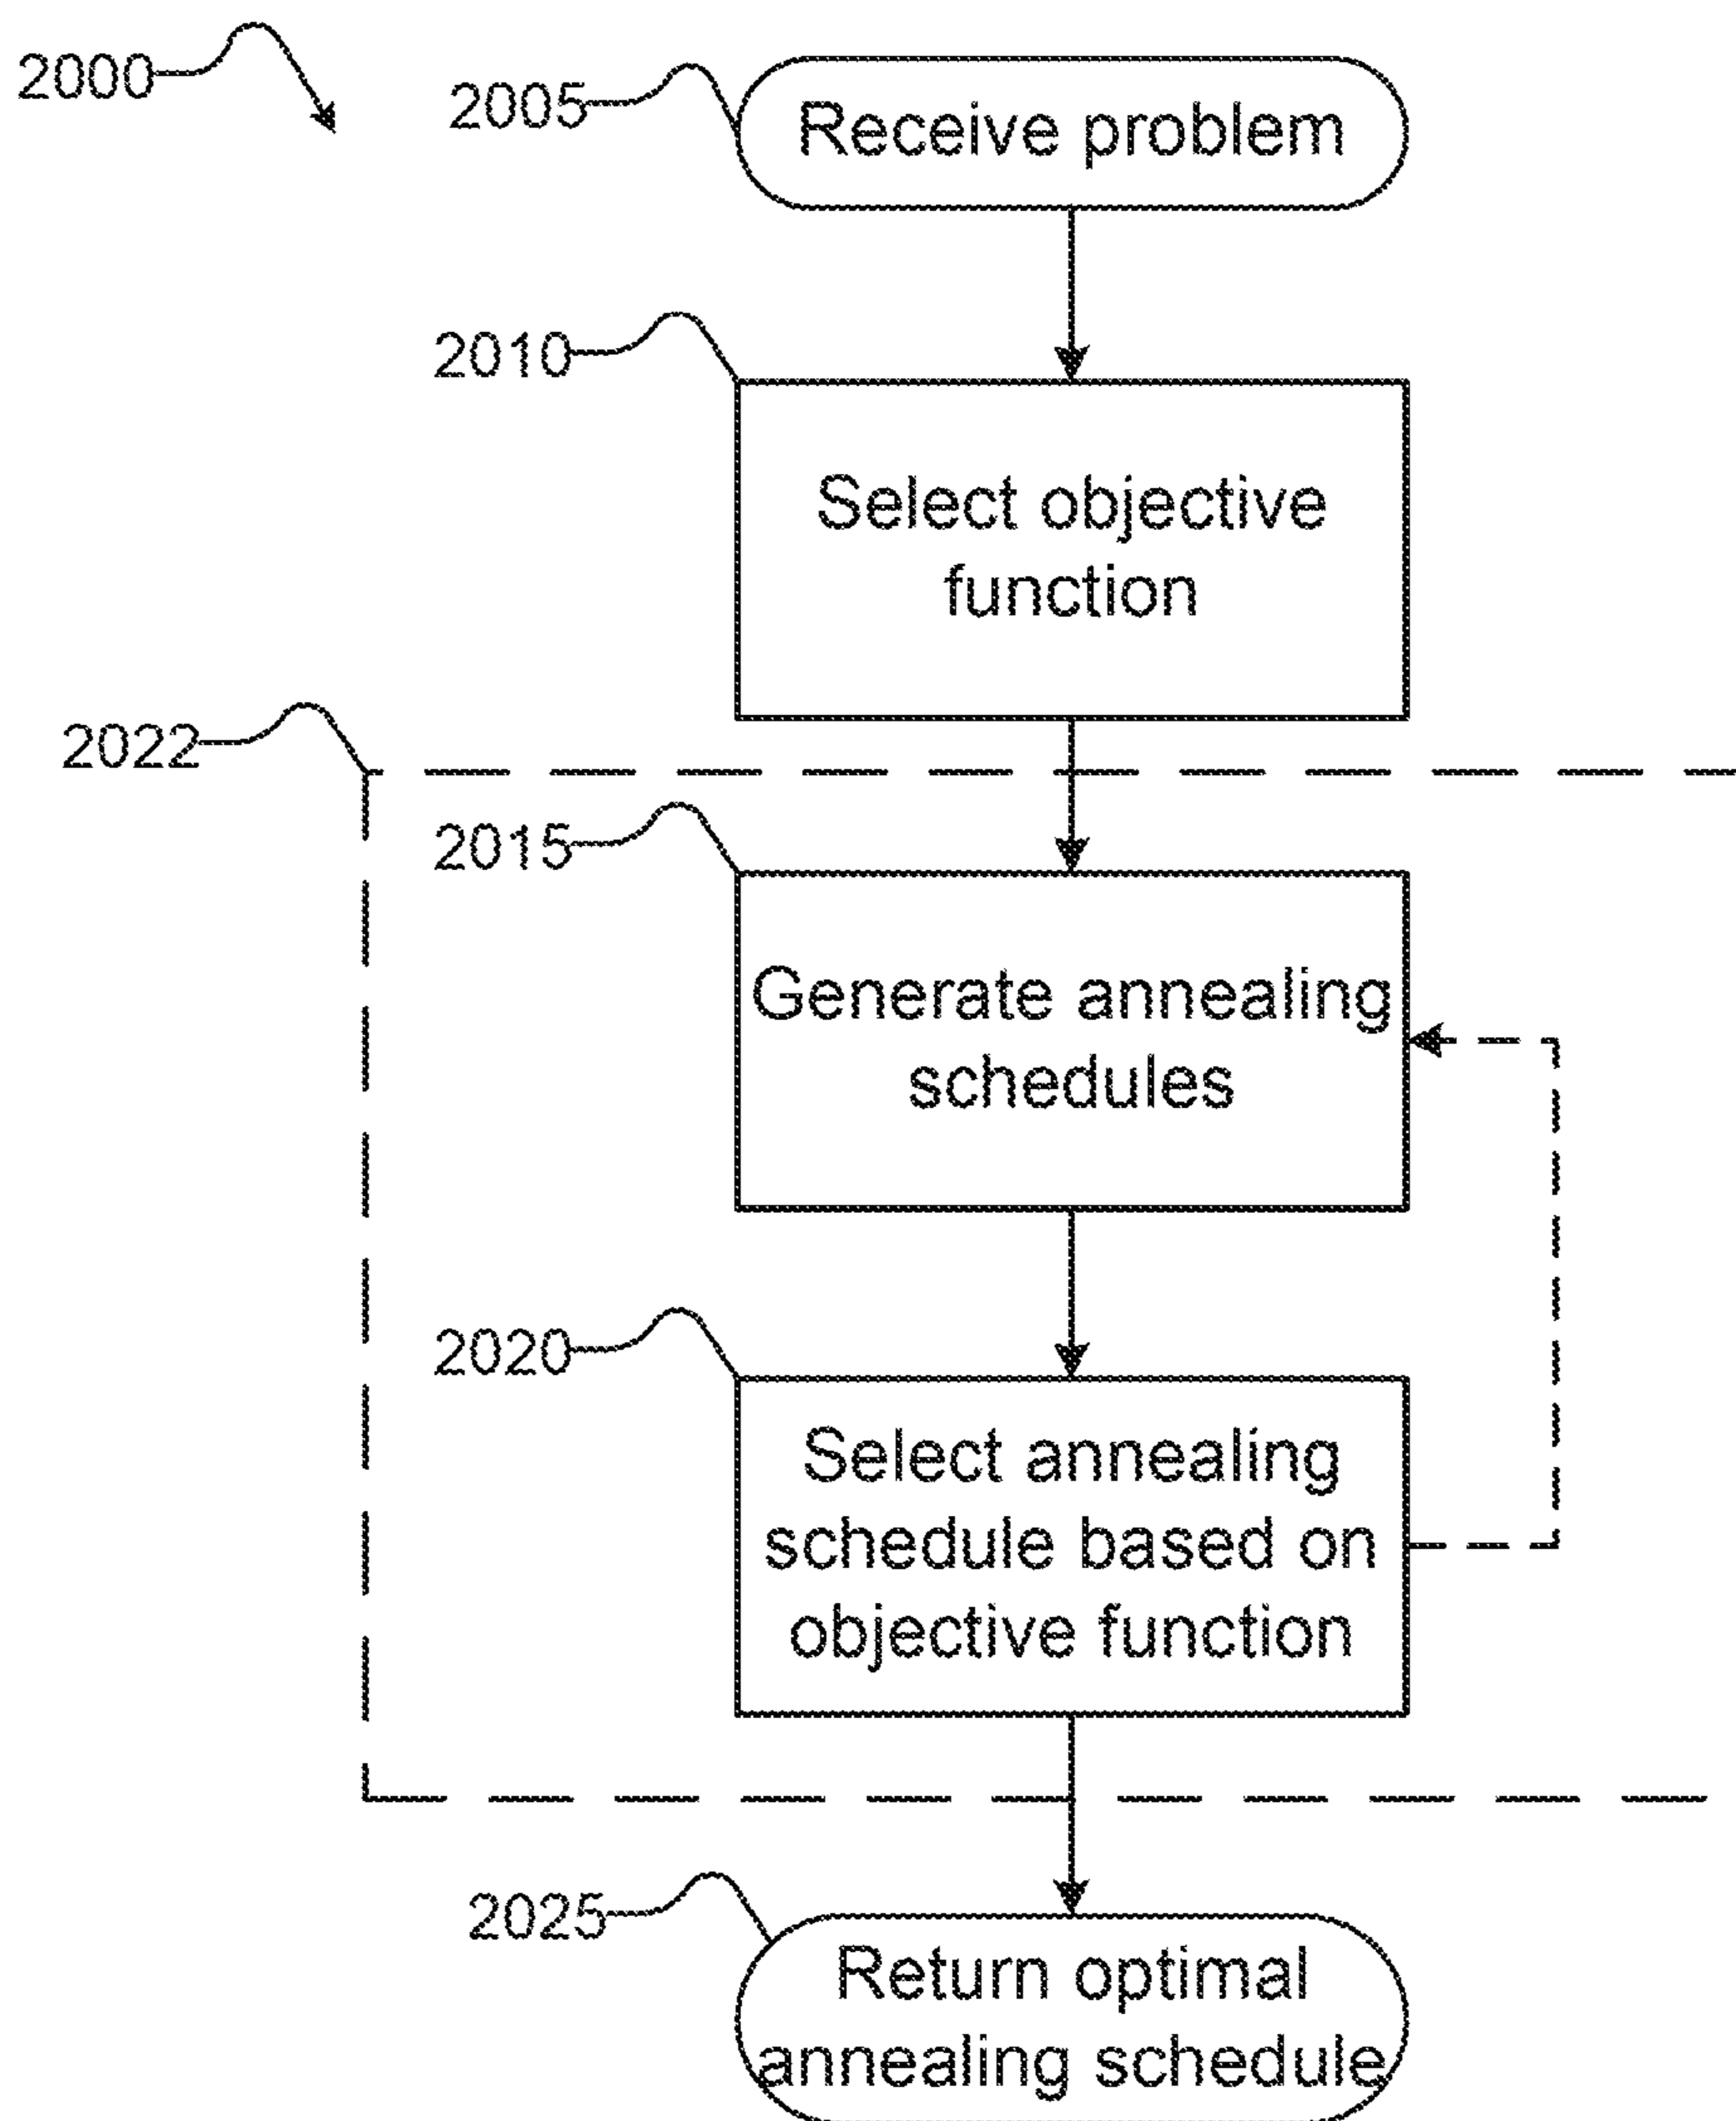 2000
2005
Receive problem
2010
Select objective
function
2022
2015
Generate annealing
schedules
2020
Select annealing
schedule based on
objective function
2025
Return optimal
annealing schedule